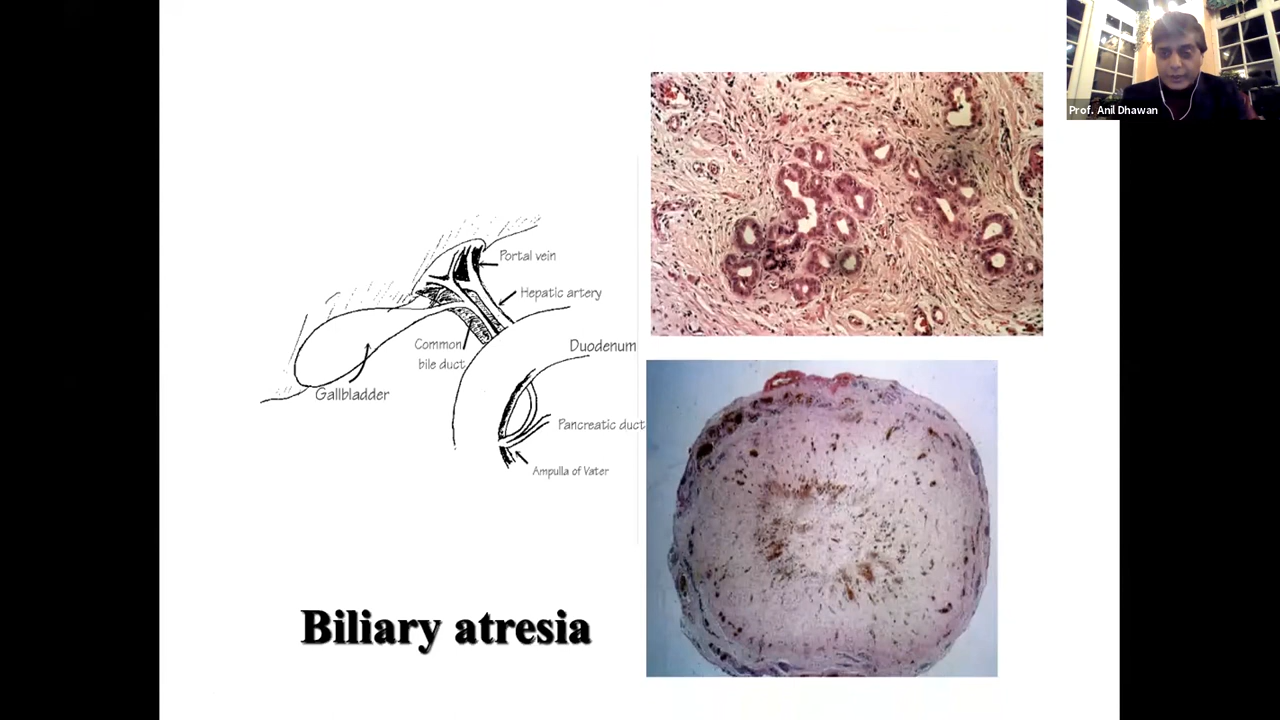 Prof. Anil Dhawan
Portal vein
Hepatic artery
Common
bile duct
Duodenum
Gallbladder
Pancreatic duct
Ampulla of Vater
Biliary atresia